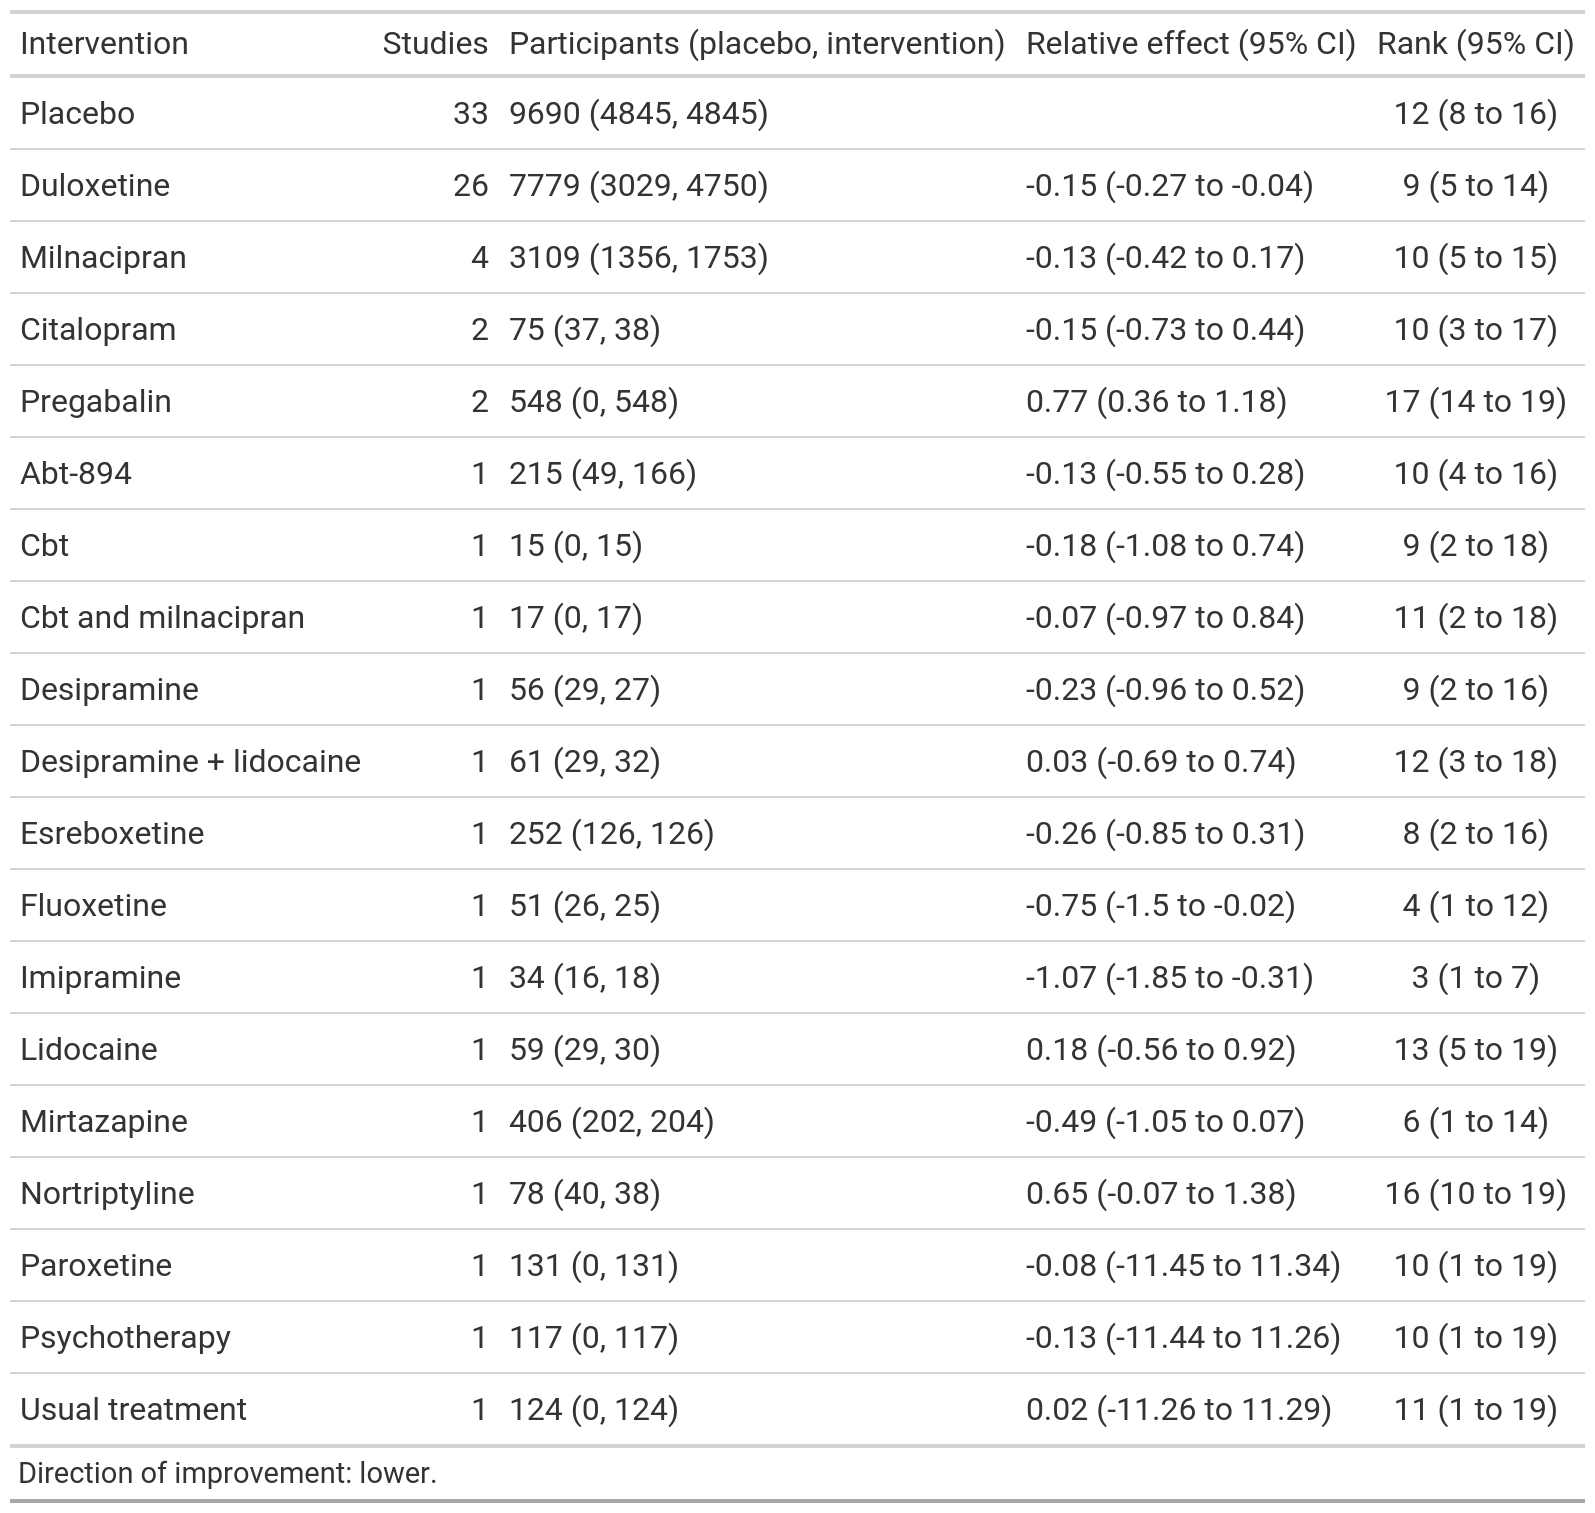 Intervention Studies Participants (placebo, intervention) Relative effect (95% CI) Rank (95% CI)
Placebo 33 9690 (4845, 4845) 12 (8 to 16)
Duloxetine 26 7779 (3029, 4750) -0.15 (-0.27 to -0.04) 9 (5 to 14)
Milnacipran 4 3109 (1356, 1753) -0.13 (-0.42 to 0.17) 10 (5 to 15)
Citalopram 2 75 (37, 38) -0.15 (-0.73 to 0.44) 10 (3 to 17)
Pregabalin 2 548 (0, 548) 0.77 (0.36 to 1.18) 17 (14 to 19)
Abt-894 1 215 (49, 166) -0.13 (-0.55 to 0.28) 10 (4 to 16)
Cbt 1 15 (0, 15) -0.18 (-1.08 to 0.74) 9 (2 to 18)
Cbt and milnacipran 1 17 (0, 17) -0.07 (-0.97 to 0.84) 11 (2 to 18)
Desipramine 1 56 (29, 27) -0.23 (-0.96 to 0.52) 9 (2 to 16)
Desipramine + lidocaine 1 61 (29, 32) 0.03 (-0.69 to 0.74) 12 (3 to 18)
Esreboxetine 1 252 (126, 126) -0.26 (-0.85 to 0.31) 8 (2 to 16)
Fluoxetine 1 51 (26, 25) -0.75 (-1.5 to -0.02) 4 (1 to 12)
Imipramine 1 34 (16, 18) -1.07 (-1.85 to -0.31) 3 (1 to 7)
Lidocaine 1 59 (29, 30) 0.18 (-0.56 to 0.92) 13 (5 to 19)
Mirtazapine 1 406 (202, 204) -0.49 (-1.05 to 0.07) 6 (1 to 14)
Nortriptyline 1 78 (40, 38) 0.65 (-0.07 to 1.38) 16 (10 to 19)
Paroxetine 1 131 (0, 131) -0.08 (-11.45 to 11.34) 10 (1 to 19)
Psychotherapy 1 117 (0, 117) -0.13 (-11.44 to 11.26) 10 (1 to 19)
Usual treatment 1 124 (0, 124) 0.02 (-11.26 to 11.29) 11 (1 to 19)
Direction of improvement: lower.